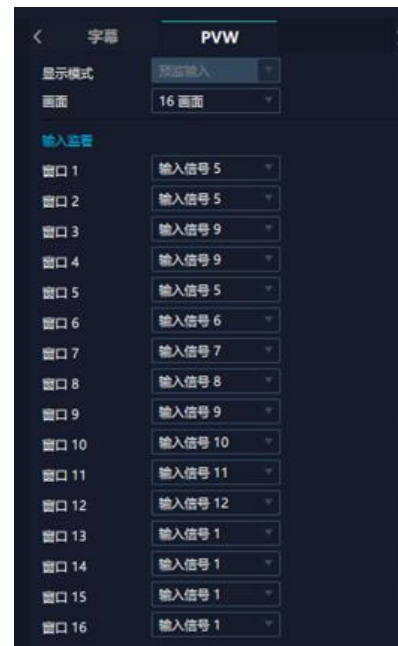 字幕 PVW
显示模式 预监输入
画面 16 画面
输入监看
窗口 1 输入信号 5
窗口 2 输入信号 5
窗口 3 输入信号 9
窗口 4 输入信号 9
窗口 5 输入信号 5
窗口 6 输入信号 6
窗口 7 输入信号 7
窗口 8 输入信号 8
窗口 9 输入信号 9
窗口 10 输入信号 10
窗口 11 输入信号 11
窗口 12 输入信号 12
窗口 13 输入信号 1
窗口 14 输入信号 1
窗口 15 输入信号 1
窗口 16 输入信号 1